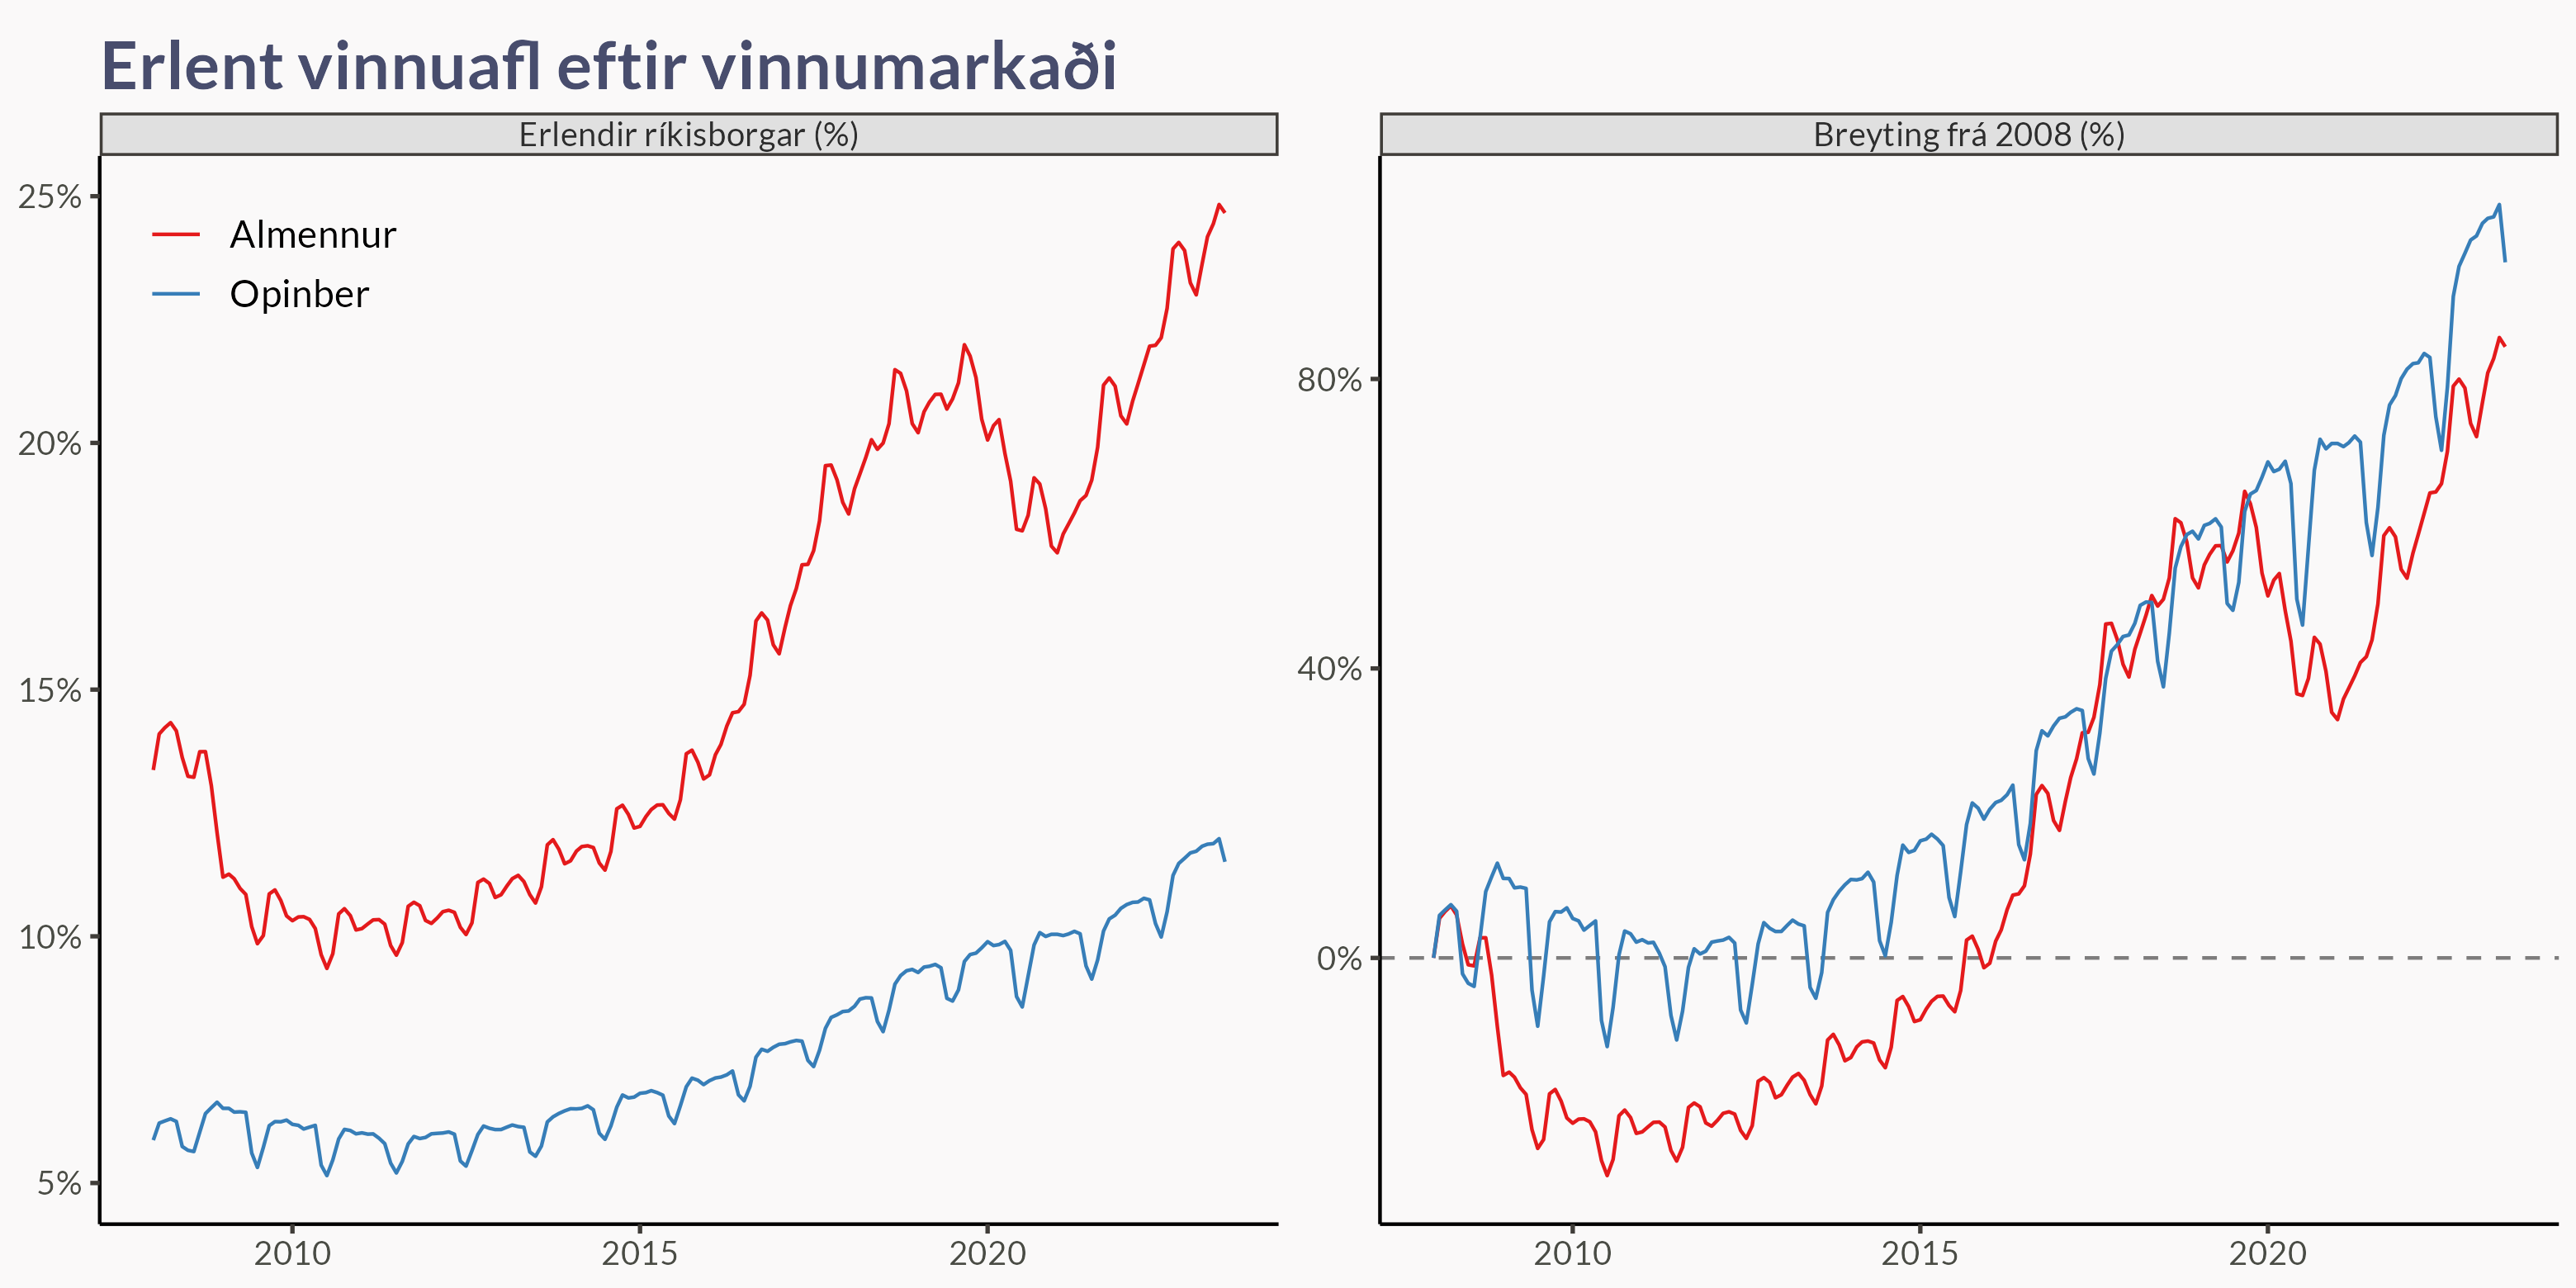 Erlent vinnuafl eftir vinnumarkaði
Erlendir ríkisborgar (%)
25%
20%
15%
10%
5%
Almennur
Opinber
2010 2015 2020
Breyting frá 2008 (%)
80%
40%
0%
2010 2015 2020